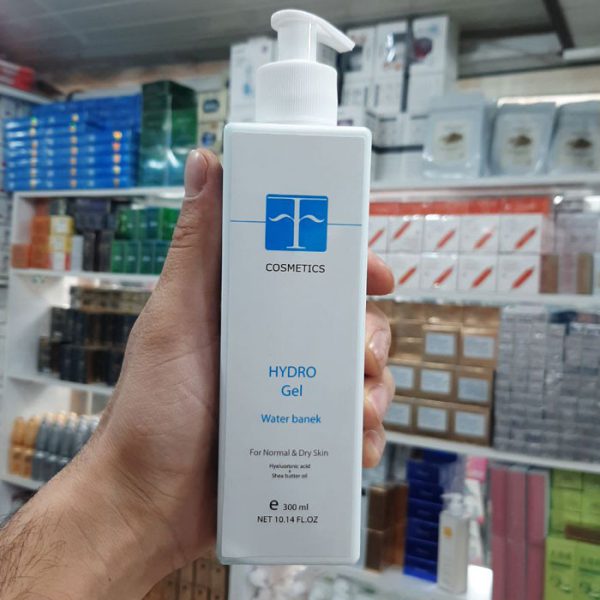 COSMETICS
HYDRO
Gel
Water banek
For Normal & Dry Skin
Hyaluronic acid
+
Shea butter oil
e 300 ml
NET 10.14 FL.OZ